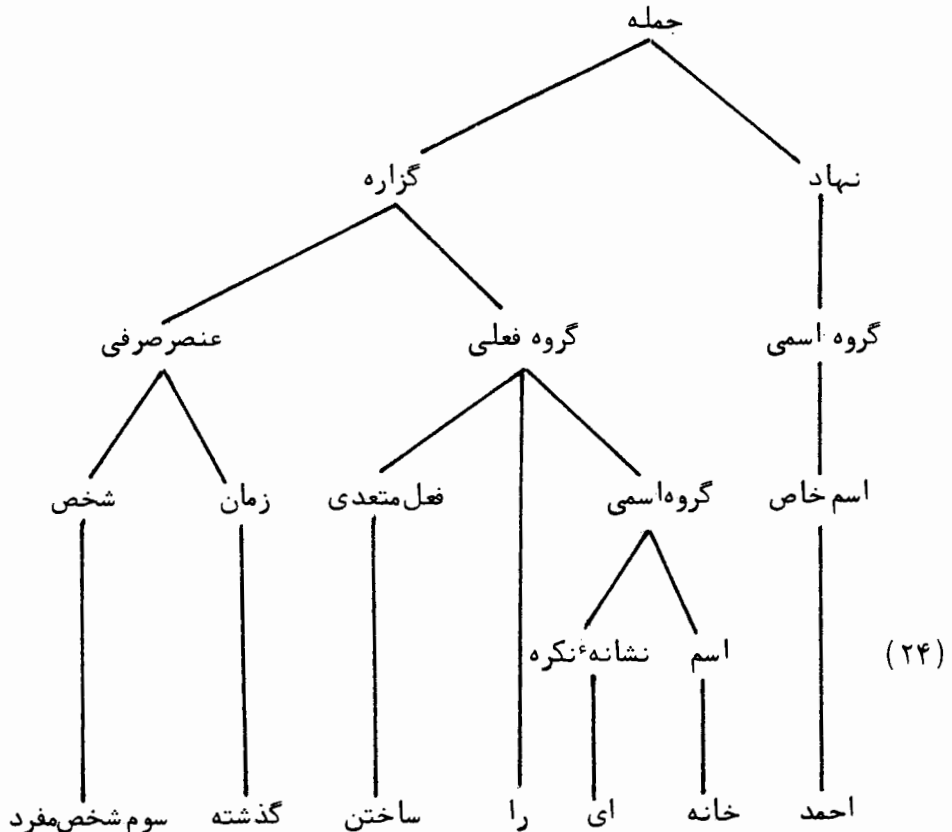 جمله
نهاد گزاره
گروه اسمی گروه فعلی عنصرصرفی
اسم خاص گروه‌اسمی فعل‌متعدی زمان شخص
(۲۴) اسم نشانهٔ‌نکره
احمد خانه ای را ساختن گذشته سوم‌شخص‌مفرد